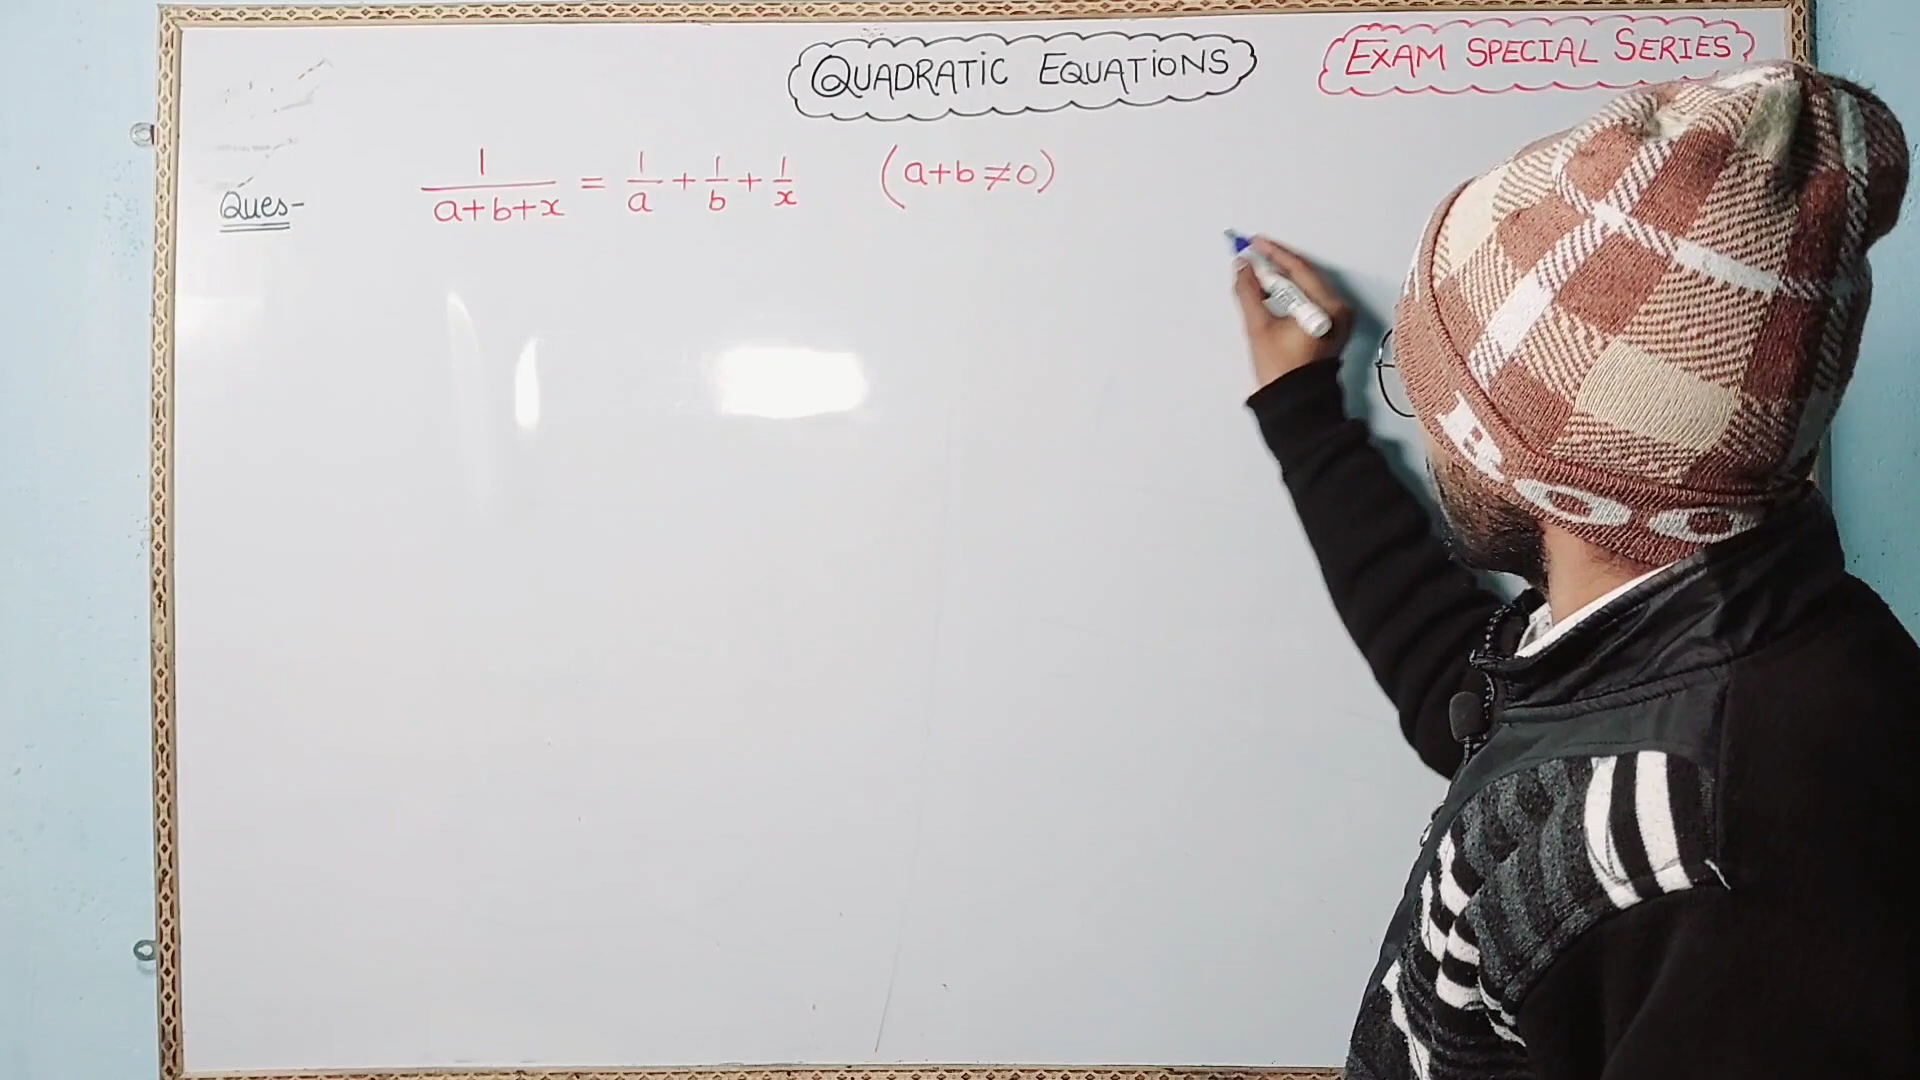 QUADRATIC EQUATIONS
EXAM SPECIAL SERIES
Ques- 1/(a+b+x) = 1/a + 1/b + 1/x (a+b≠0)